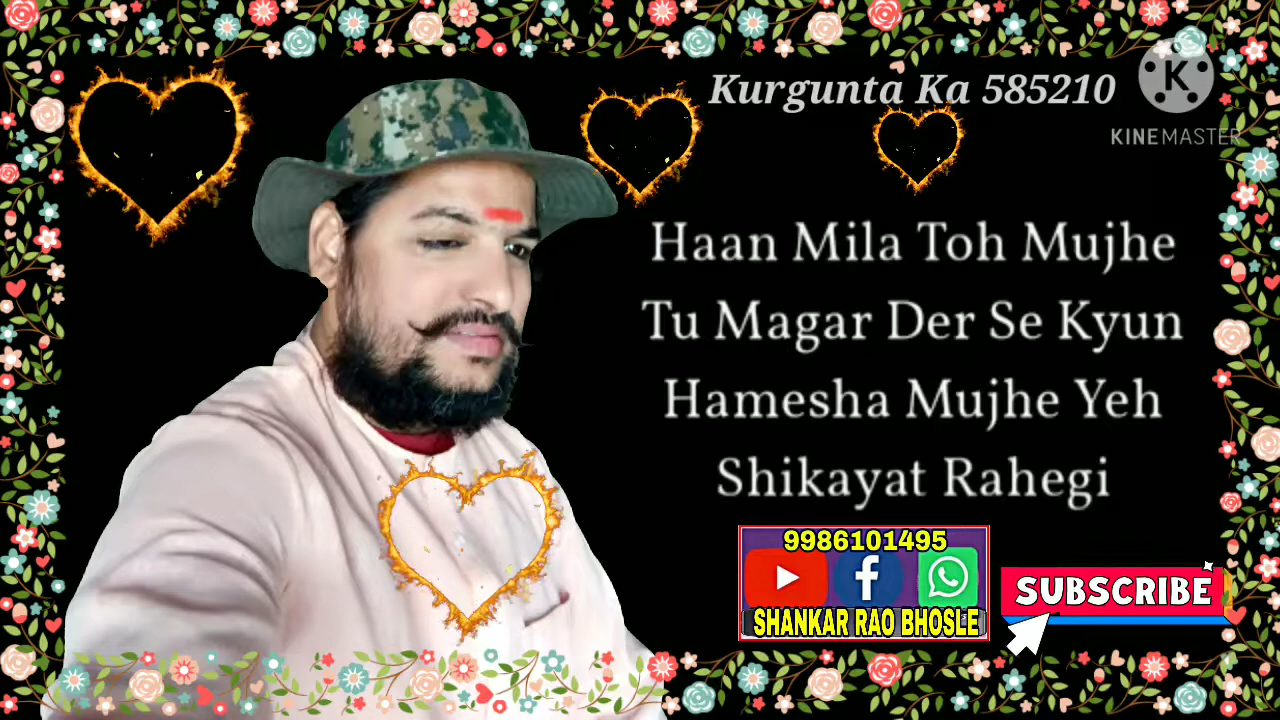 Kurgunta Ka 585210
K
KINEMASTER
Haan Mila Toh Mujhe
Tu Magar Der Se Kyun
Hamesha Mujhe Yeh
Shikayat Rahegi
9986101495
f
SHANKAR RAO BHOSLE
SUBSCRIBE